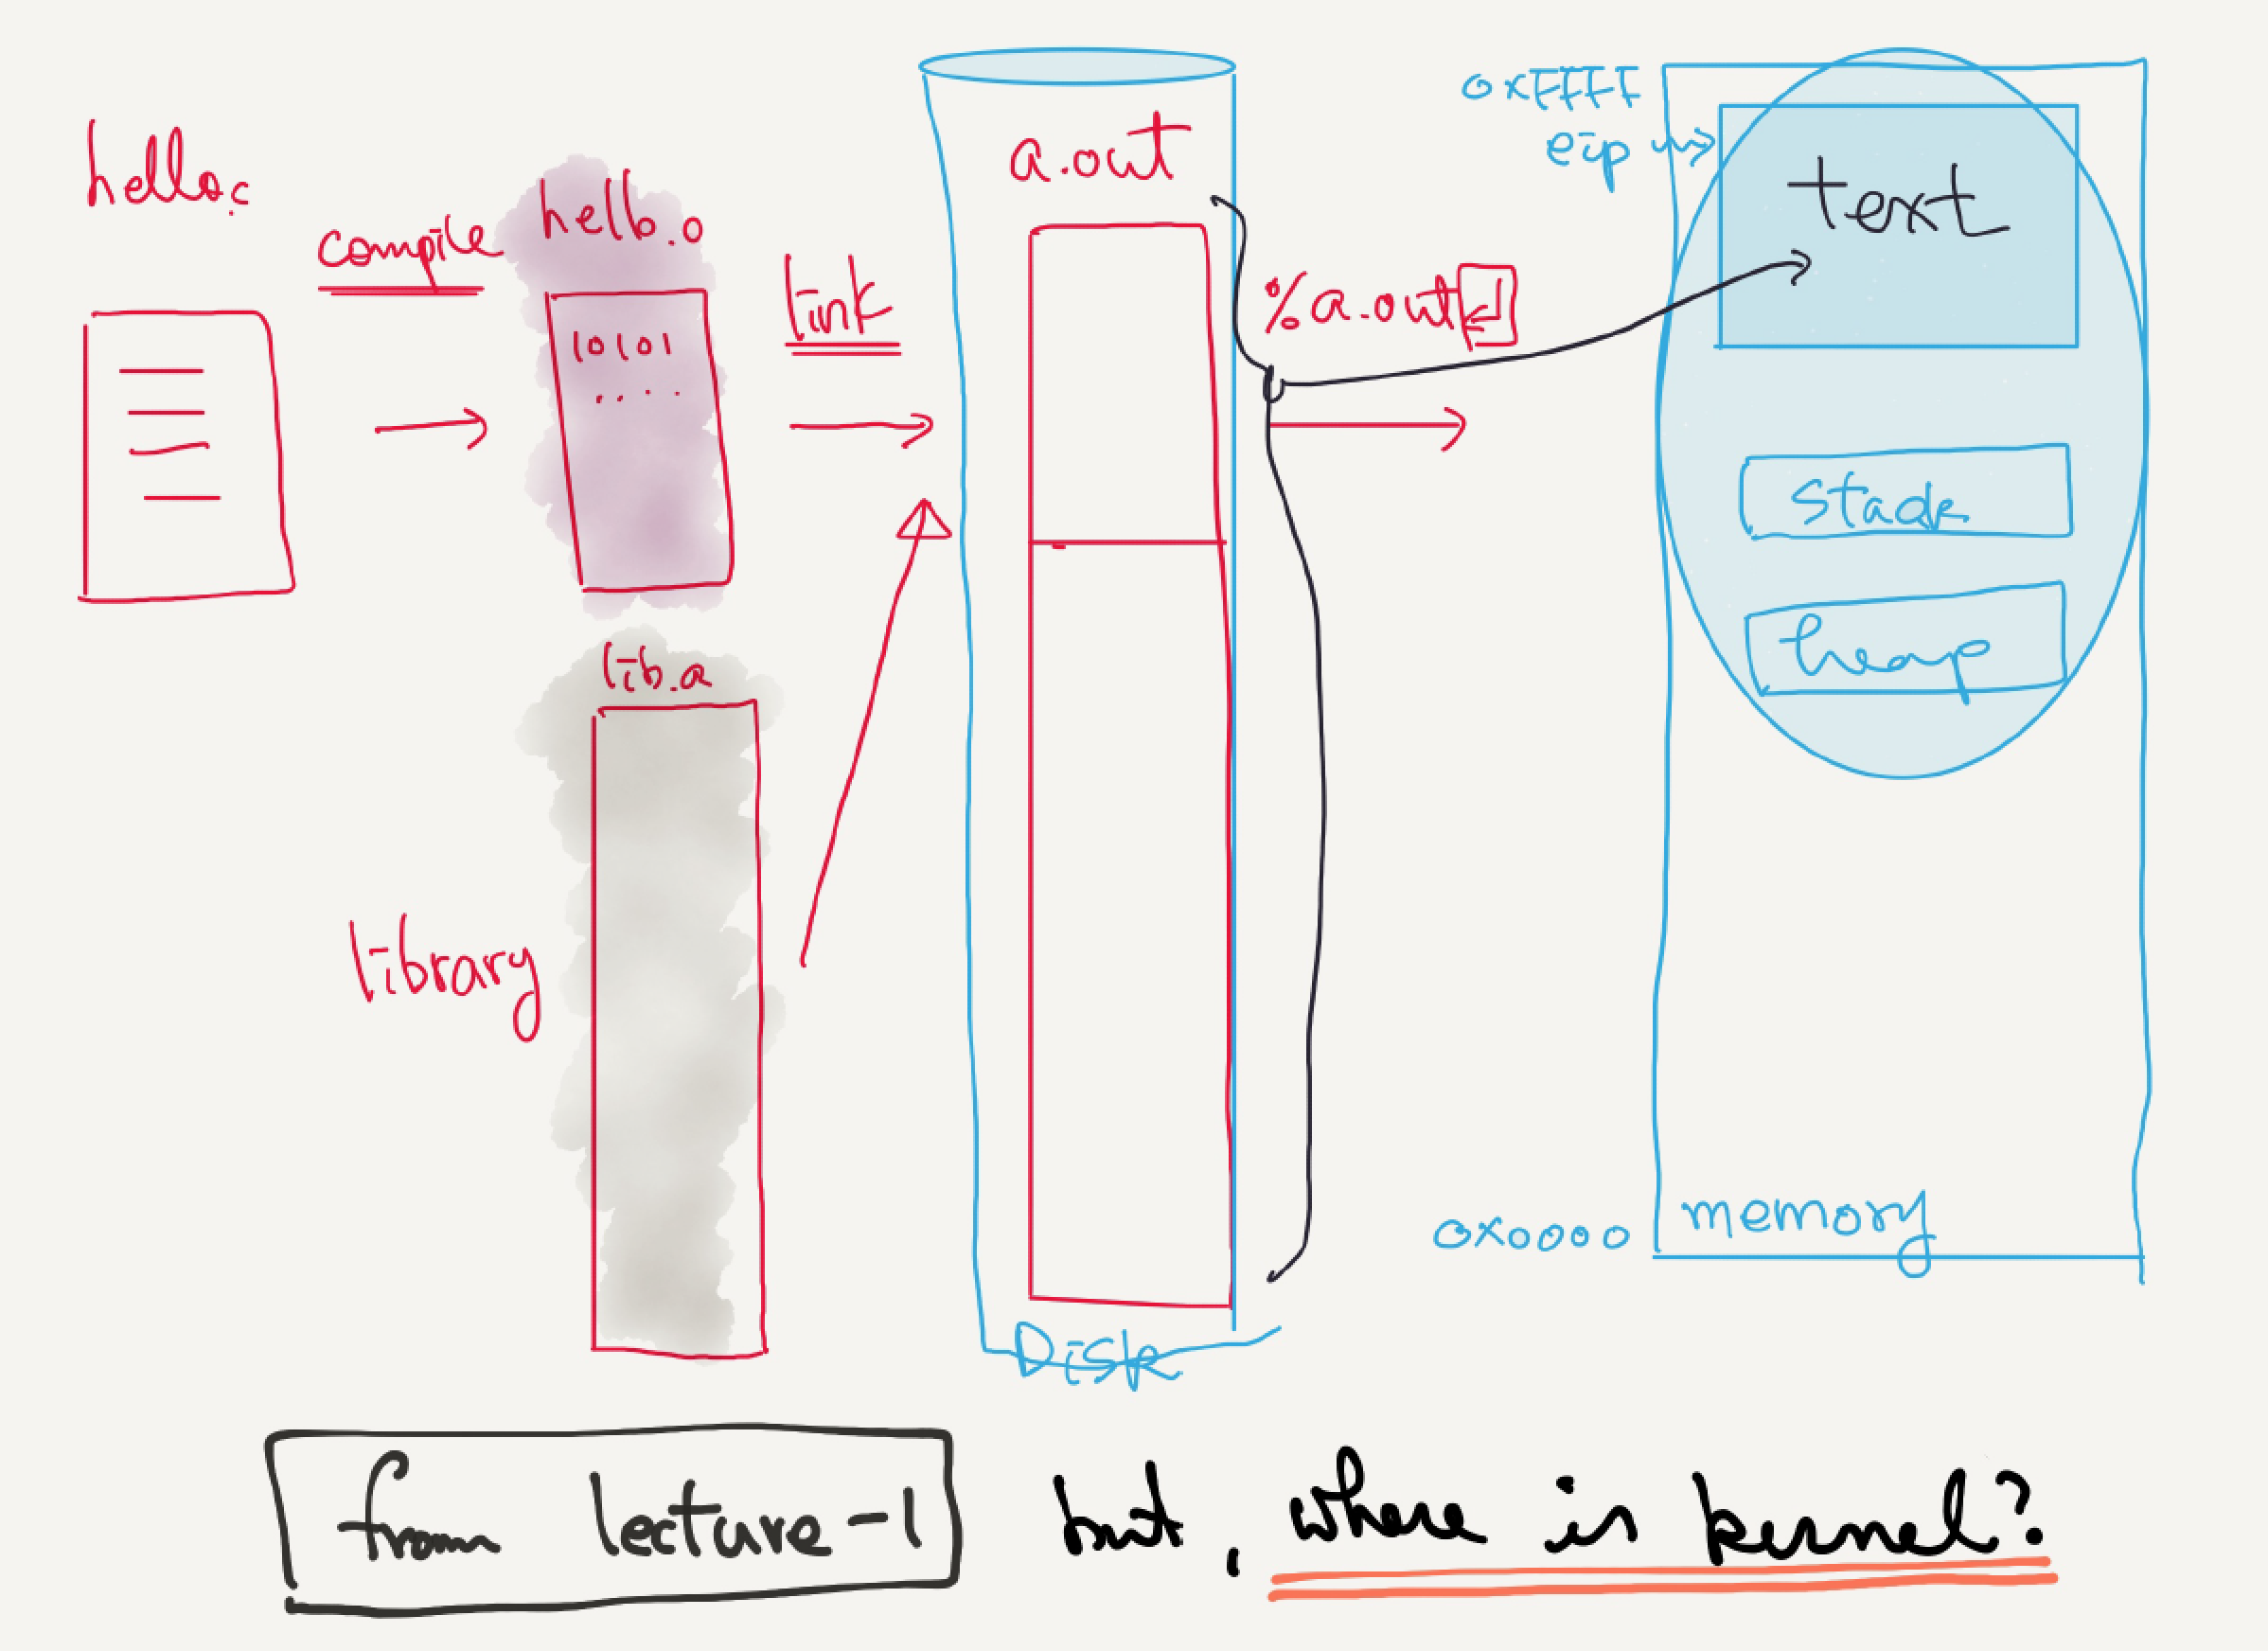 hello.c
compile
hello.o
10101
.....
link
lib.a
library
a.out
Disk
%a.out
0xFFFF
eip
text
stack
heap
0x0000
memory
from lecture-1
but, where is kernel?